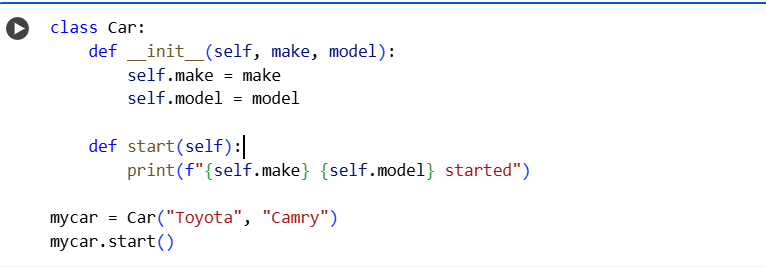 class Car:
    def __init__(self, make, model):
        self.make = make
        self.model = model

    def start(self):
        print(f"{self.make} {self.model} started")

mycar = Car("Toyota", "Camry")
mycar.start()